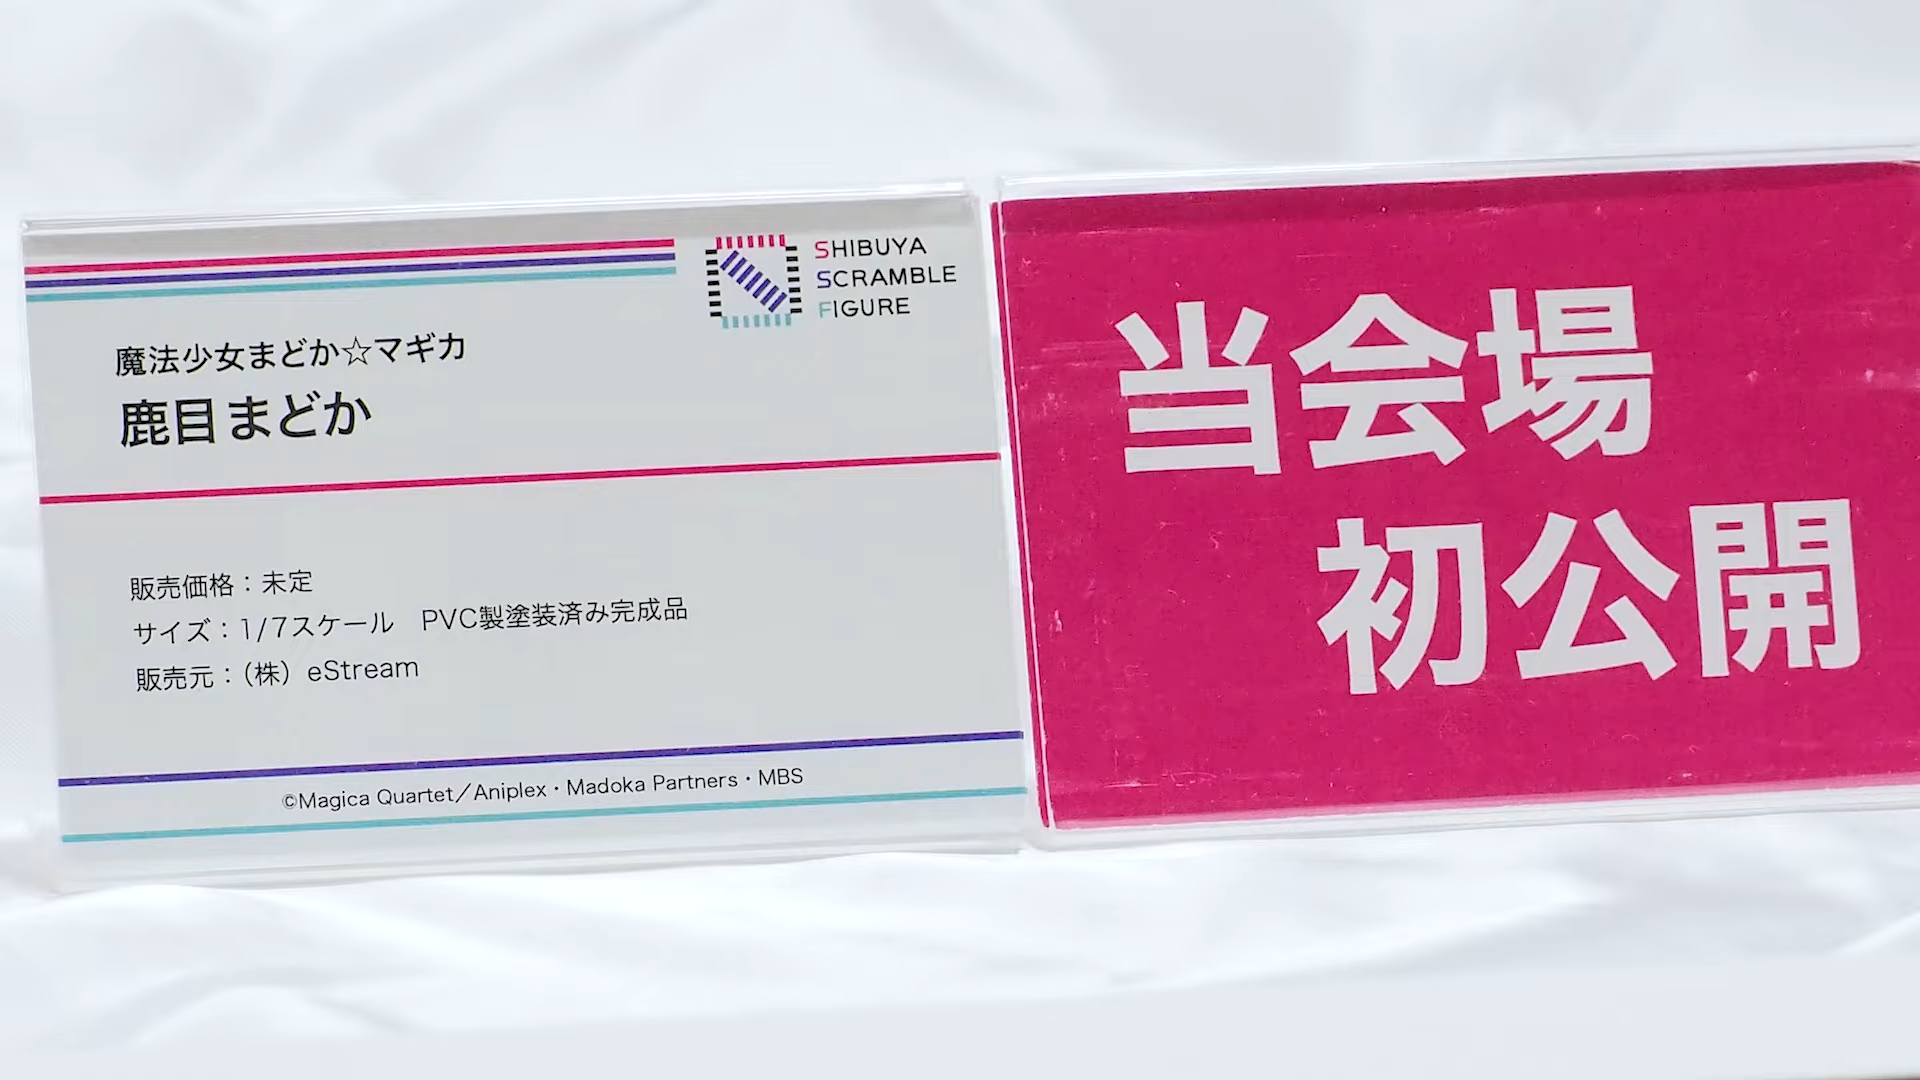 SHIBUYA
SCRAMBLE
FIGURE
魔法少女まどか☆マギカ
鹿目まどか
販売価格：未定
サイズ：1/7スケール　PVC製塗装済み完成品
販売元：（株）eStream
©Magica Quartet／Aniplex・Madoka Partners・MBS
当会場
初公開